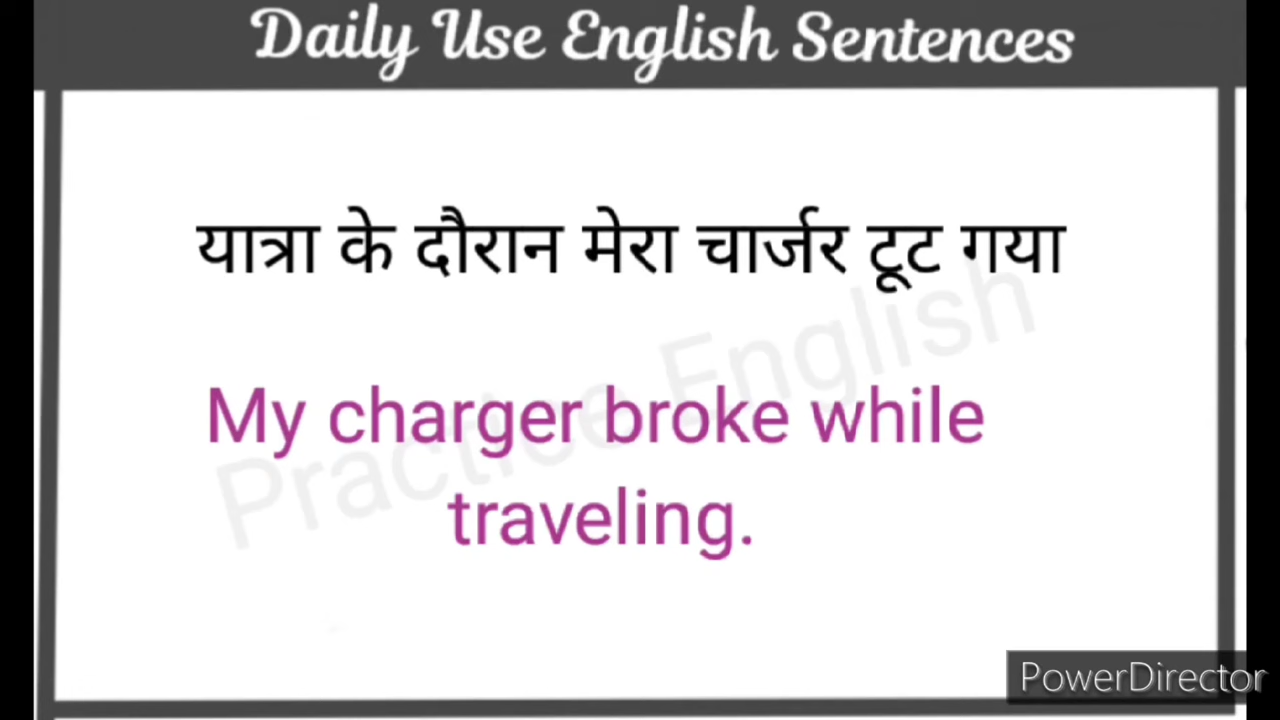 Daily Use English Sentences
यात्रा के दौरान मेरा चार्जर टूट गया
My charger broke while
traveling.
Practice English
PowerDirector